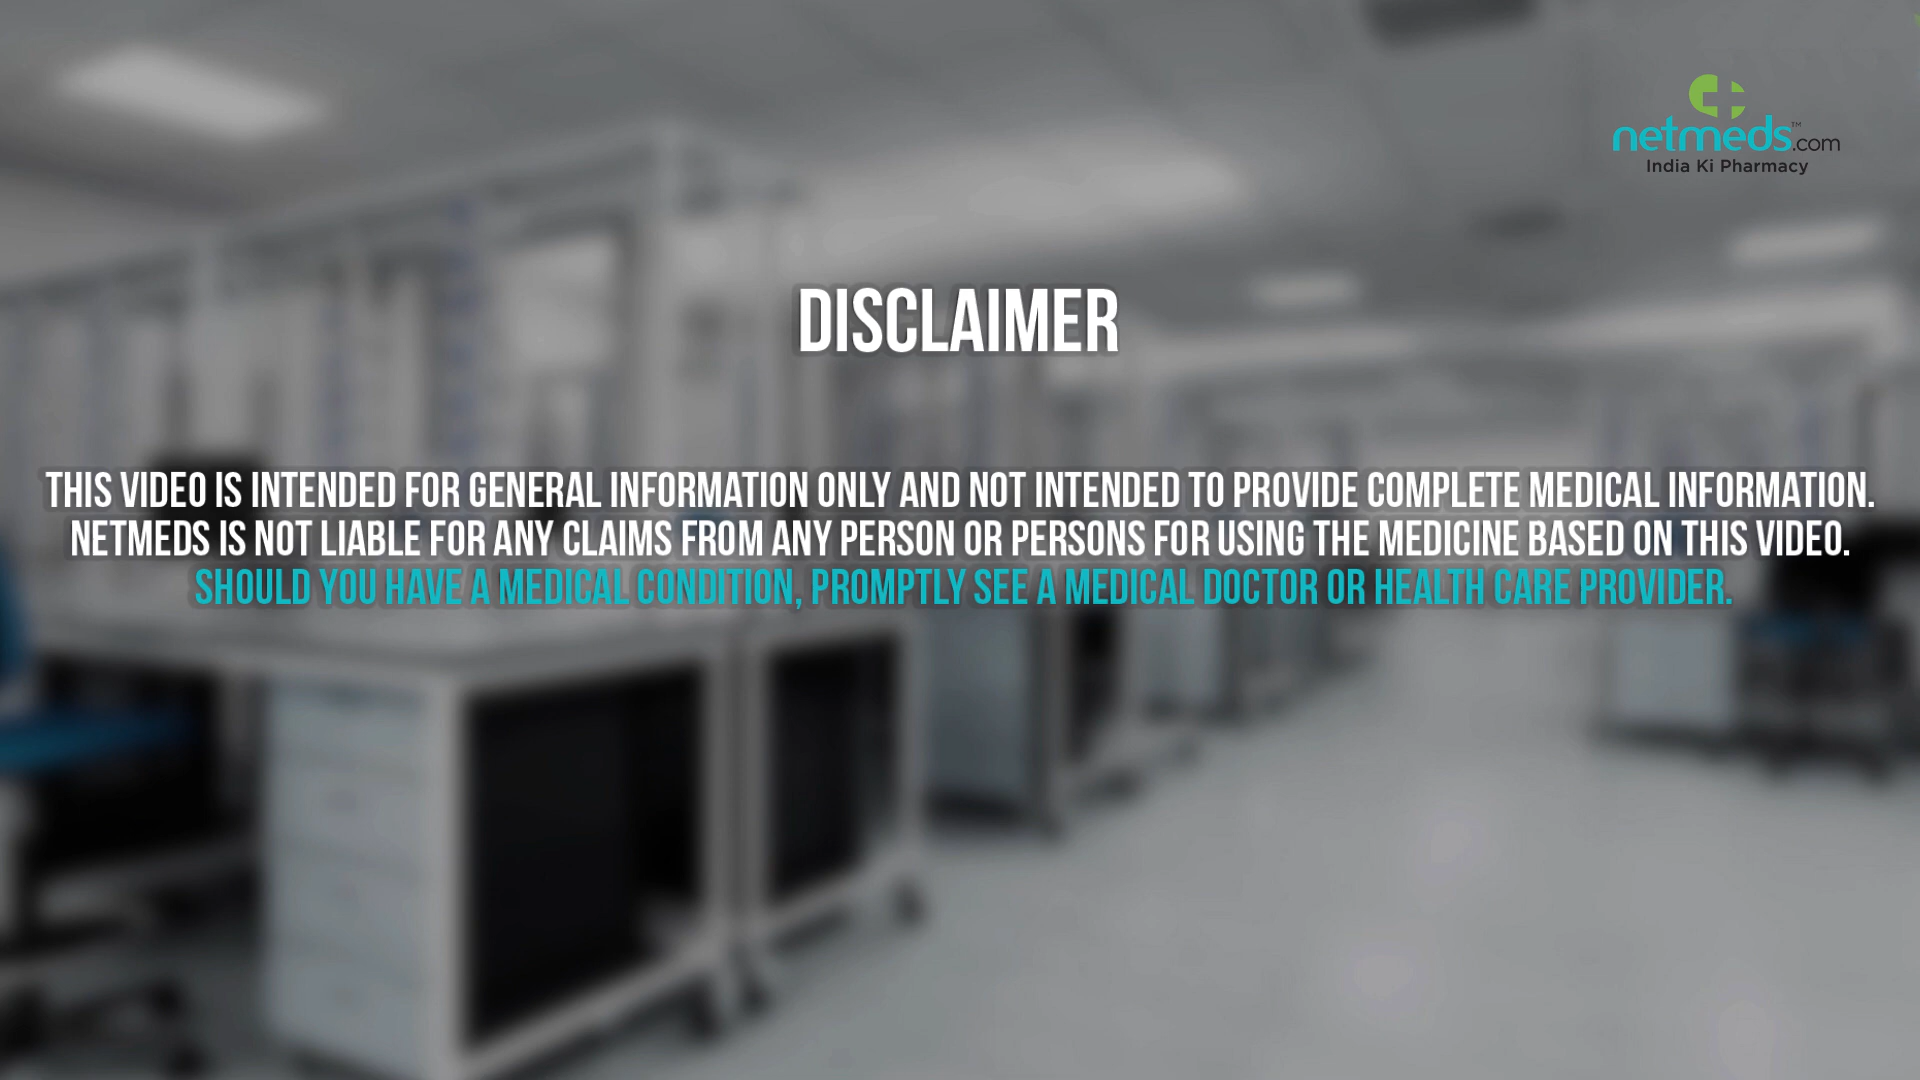 netmeds.com™
India Ki Pharmacy
DISCLAIMER
THIS VIDEO IS INTENDED FOR GENERAL INFORMATION ONLY AND NOT INTENDED TO PROVIDE COMPLETE MEDICAL INFORMATION.
NETMEDS IS NOT LIABLE FOR ANY CLAIMS FROM ANY PERSON OR PERSONS FOR USING THE MEDICINE BASED ON THIS VIDEO.
SHOULD YOU HAVE A MEDICAL CONDITION, PROMPTLY SEE A MEDICAL DOCTOR OR HEALTH CARE PROVIDER.